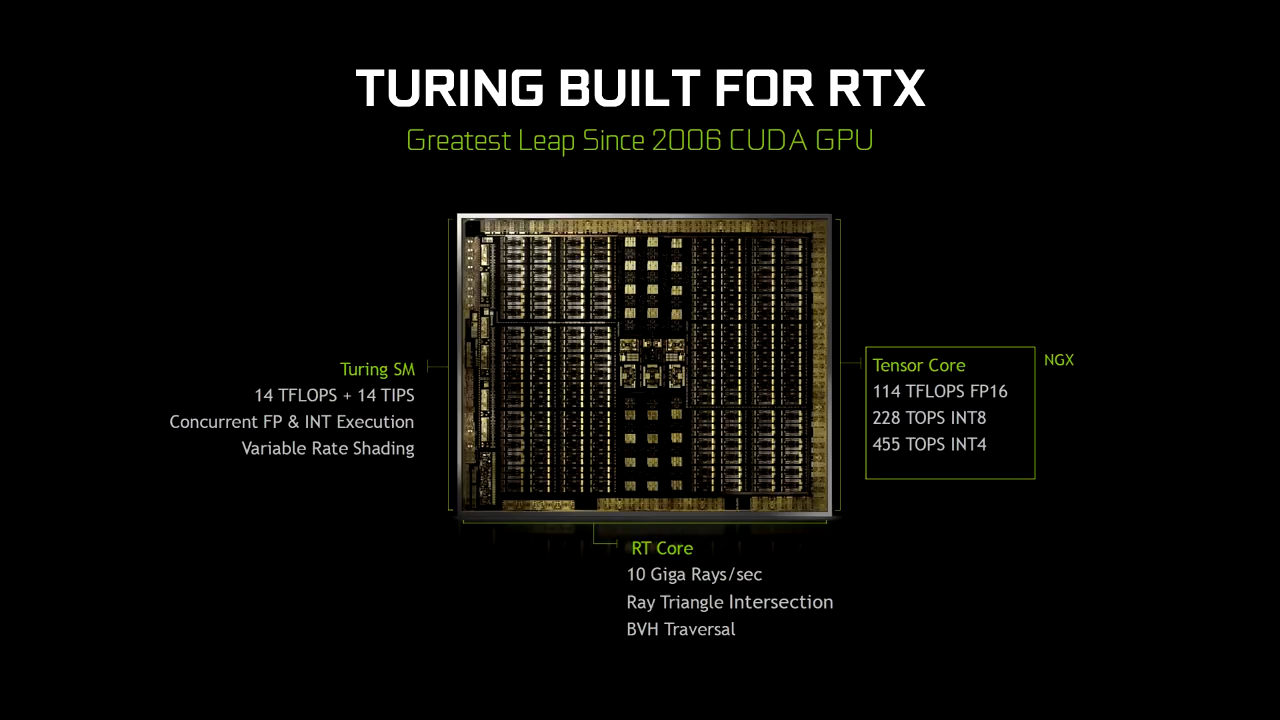 TURING BUILT FOR RTX
Greatest Leap Since 2006 CUDA GPU
Turing SM
14 TFLOPS + 14 TIPS
Concurrent FP & INT Execution
Variable Rate Shading
Tensor Core
114 TFLOPS FP16
228 TOPS INT8
455 TOPS INT4
NGX
RT Core
10 Giga Rays/sec
Ray Triangle Intersection
BVH Traversal